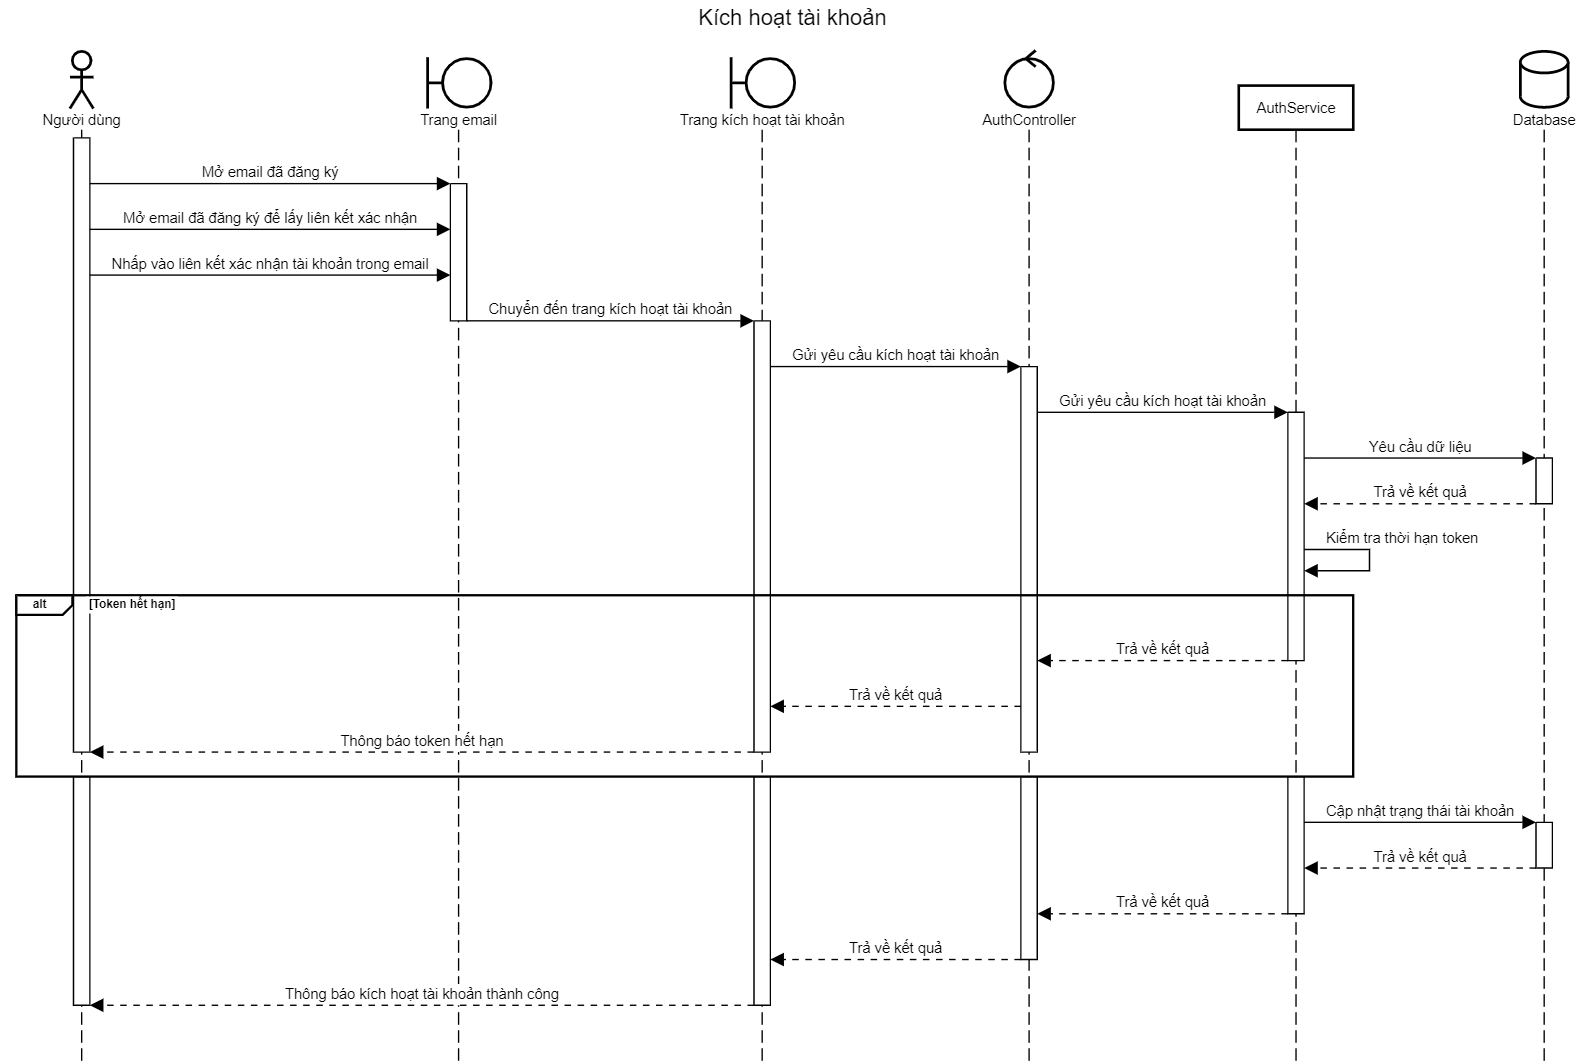 Kích hoạt tài khoản
Người dùng
Trang email
Trang kích hoạt tài khoản
AuthController
AuthService
Database
Mở email đã đăng ký
Mở email đã đăng ký để lấy liên kết xác nhận
Nhấp vào liên kết xác nhận tài khoản trong email
Chuyển đến trang kích hoạt tài khoản
Gửi yêu cầu kích hoạt tài khoản
Gửi yêu cầu kích hoạt tài khoản
Yêu cầu dữ liệu
Trả về kết quả
Kiểm tra thời hạn token
alt
[Token hết hạn]
Trả về kết quả
Trả về kết quả
Thông báo token hết hạn
Cập nhật trạng thái tài khoản
Trả về kết quả
Trả về kết quả
Trả về kết quả
Thông báo kích hoạt tài khoản thành công